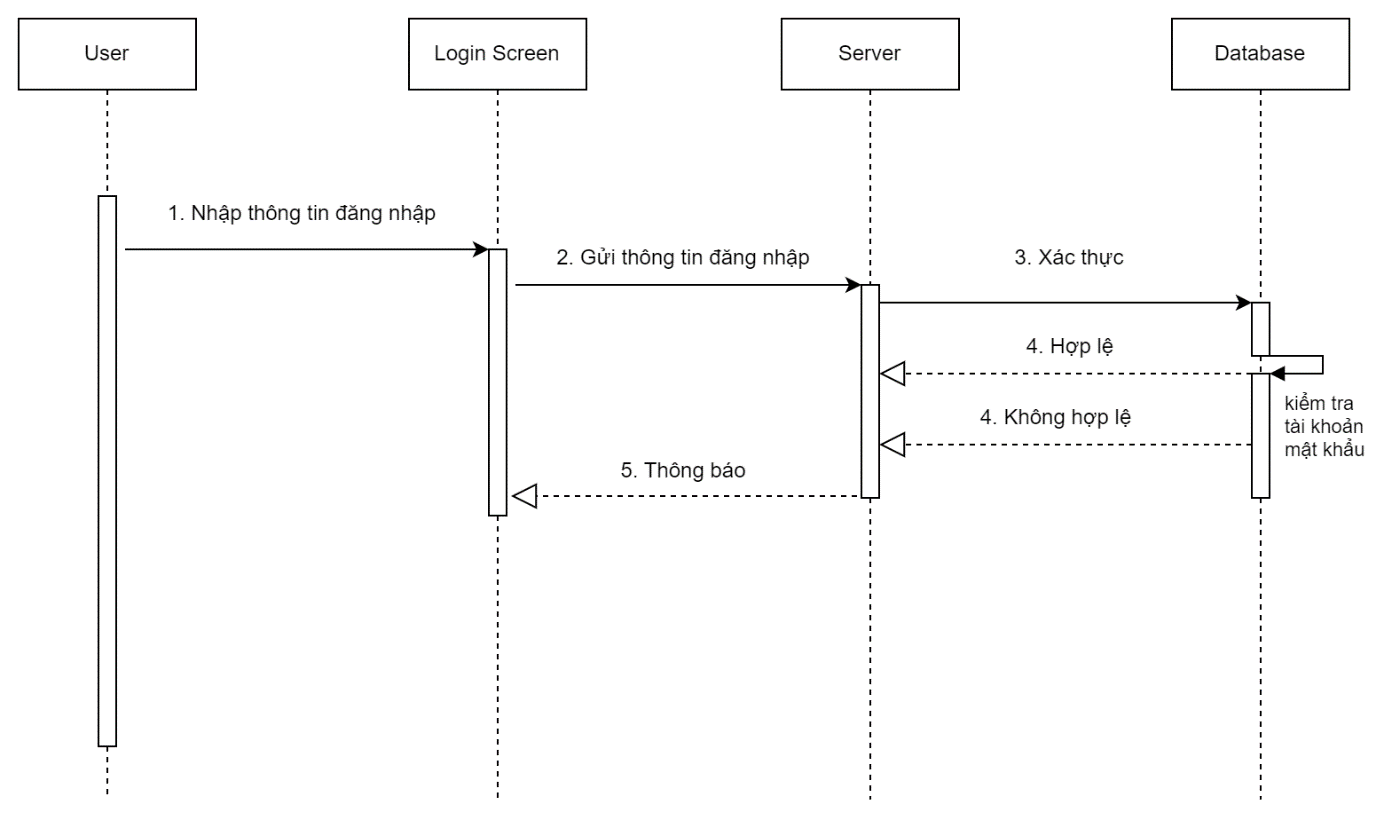 User
Login Screen
Server
Database
1. Nhập thông tin đăng nhập
2. Gửi thông tin đăng nhập
3. Xác thực
4. Hợp lệ
kiểm tra
tài khoản
mật khẩu
4. Không hợp lệ
5. Thông báo